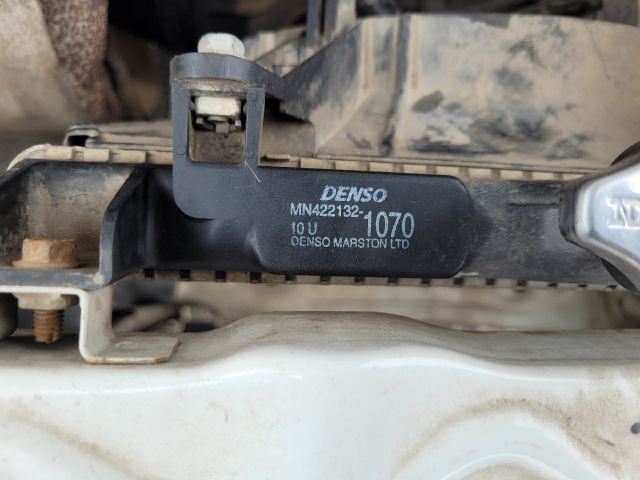 DENSO
MN422132-1070
10 U
DENSO MARSTON LTD